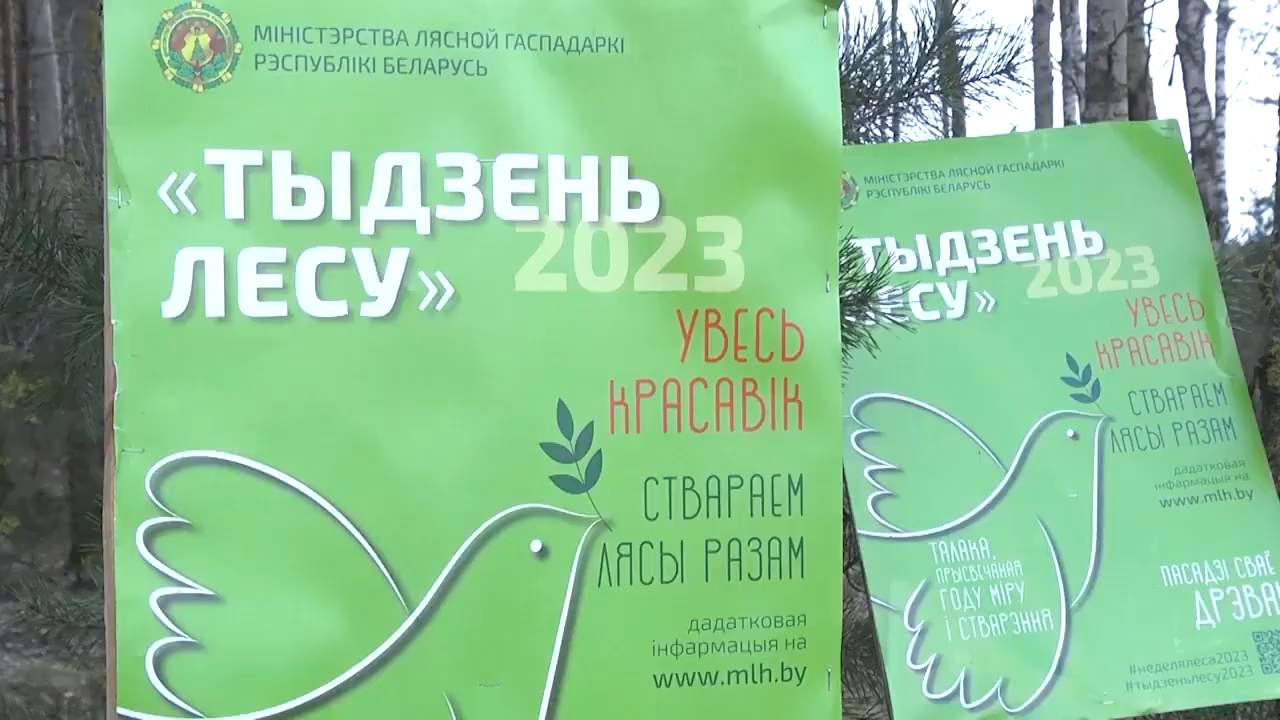 МІНІСТЭРСТВА ЛЯСНОЙ ГАСПАДАРКІ
РЭСПУБЛІКІ БЕЛАРУСЬ
«ТЫДЗЕНЬ
ЛЕСУ» 2023
УВЕСЬ
КРАСАВІК
СТВАРАЕМ
ЛЯСЫ РАЗАМ
дадатковая
інфармацыя на
www.mlh.by
МІНІСТЭРСТВА ЛЯСНОЙ ГАСПАДАРКІ
РЭСПУБЛІКІ БЕЛАРУСЬ
ТЫДЗЕНЬ
ЛЕСУ» 2023
УВЕСЬ
КРАСАВІК
СТВАРАЕМ
ЛЯСЫ РАЗАМ
дадатковая
інфармацыя на
www.mlh.by
ТАЛАКА,
ПРЫСВЕЧАНАЯ
ГОДУ МІРУ
І СТВАРЭННЯ
ПАСАДЗІ СВАЁ
ДРЭВА
#неделялеса2023
#тыдзеньлесу2023